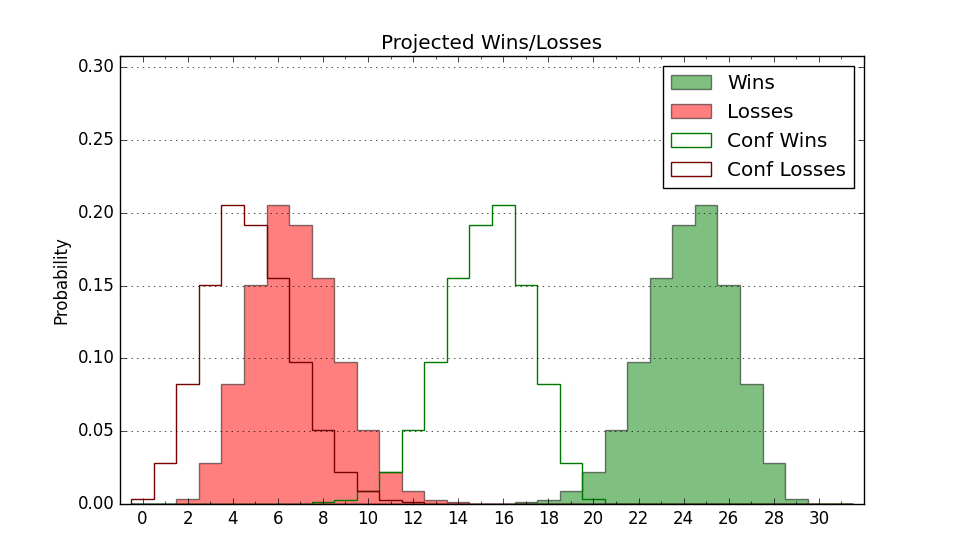 Projected Wins/Losses
0.30
0.25
0.20
0.15
0.10
0.05
0.00
Probability
Wins
Losses
Conf Wins
Conf Losses
0 2 4 6 8 10 12 14 16 18 20 22 24 26 28 30